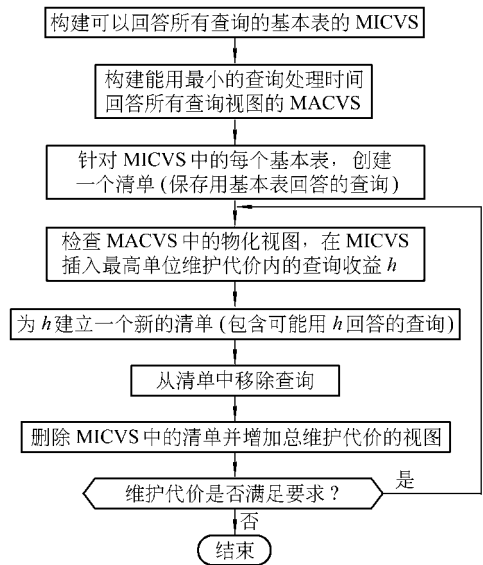 构建可以回答所有查询的基本表的 MICVS
构建能用最小的查询处理时间
回答所有查询视图的 MACVS
针对 MICVS 中的每个基本表，创建
一个清单 (保存用基本表回答的查询)
检查 MACVS 中的物化视图，在 MICVS
插入最高单位维护代价内的查询收益 h
为 h 建立一个新的清单 (包含可能用 h 回答的查询)
从清单中移除查询
删除 MICVS 中的清单并增加总维护代价的视图
维护代价是否满足要求？
是
否
结束